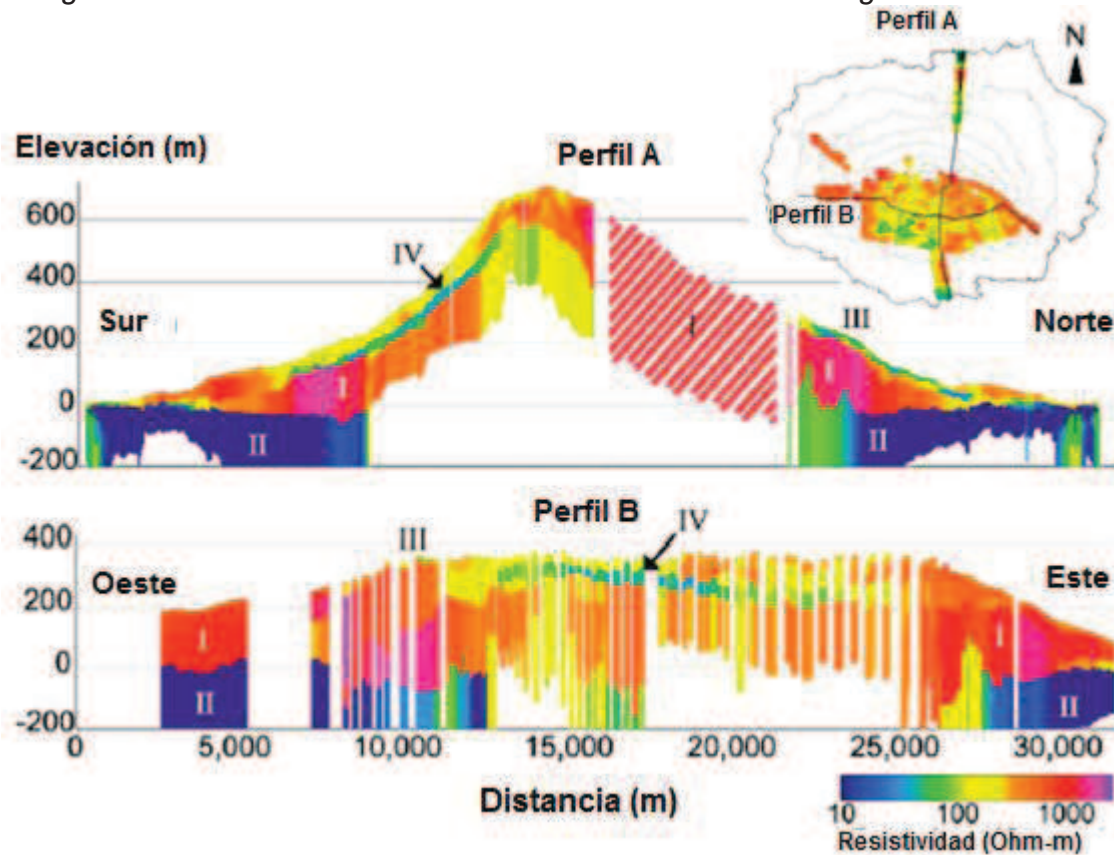 Perfil A
N
Perfil B
Elevación (m)
Perfil A
600
400
200
0
-200
Sur
Norte
IV
III
I
I
I
II
II
Perfil B
400
200
0
-200
Oeste
Este
III
IV
I
I
II
II
0
5,000
10,000
15,000
20,000
25,000
30,000
Distancia (m)
10
100
1000
Resistividad (Ohm-m)